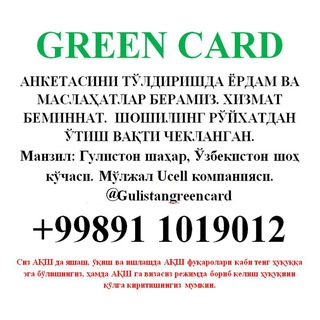 GREEN CARD
АНКЕТАСИНИ ТЎЛДИРИШДА ЁРДАМ ВА
МАСЛАҲАТЛАР БЕРАМИЗ. ХИЗМАТ
БЕМИННАТ. ШОШИЛИНГ РЎЙХАТДАН
ЎТИШ ВАҚТИ ЧЕКЛАНГАН.
Манзил: Гулистон шаҳар, Ўзбекистон шоҳ
кўчаси. Мўлжал Ucell компанияси.
@Gulistangreencard
+99891 1019012
Сиз АҚШ да яшаш, ўқиш ва ишлашда АҚШ фуқаролари каби тенг ҳуқуққа
эга бўлишингиз, ҳамда АҚШ га визасиз режимда бориб келиш ҳуқуқини
қўлга киритишингиз мумкин.